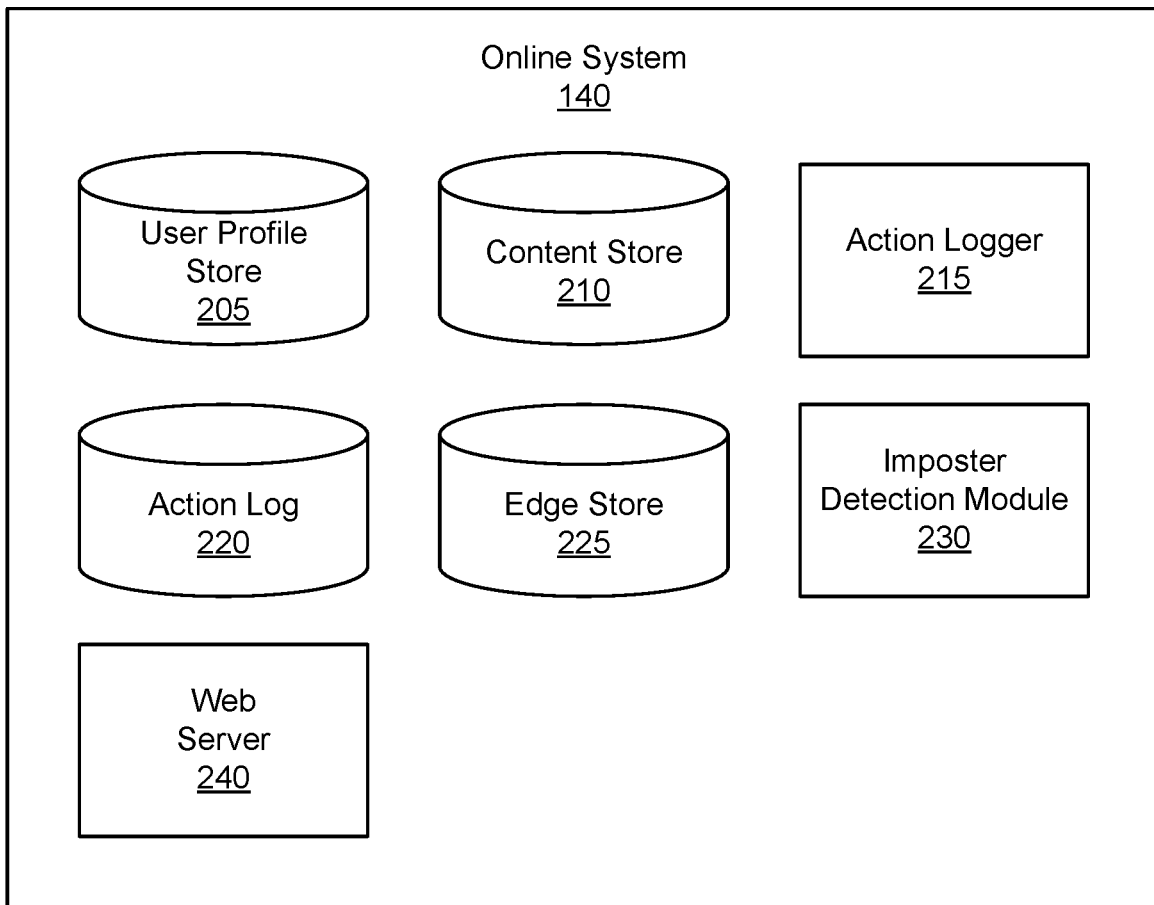 Online System
140
User Profile
Store
205
Content Store
210
Action Logger
215
Action Log
220
Edge Store
225
Imposter
Detection Module
230
Web
Server
240